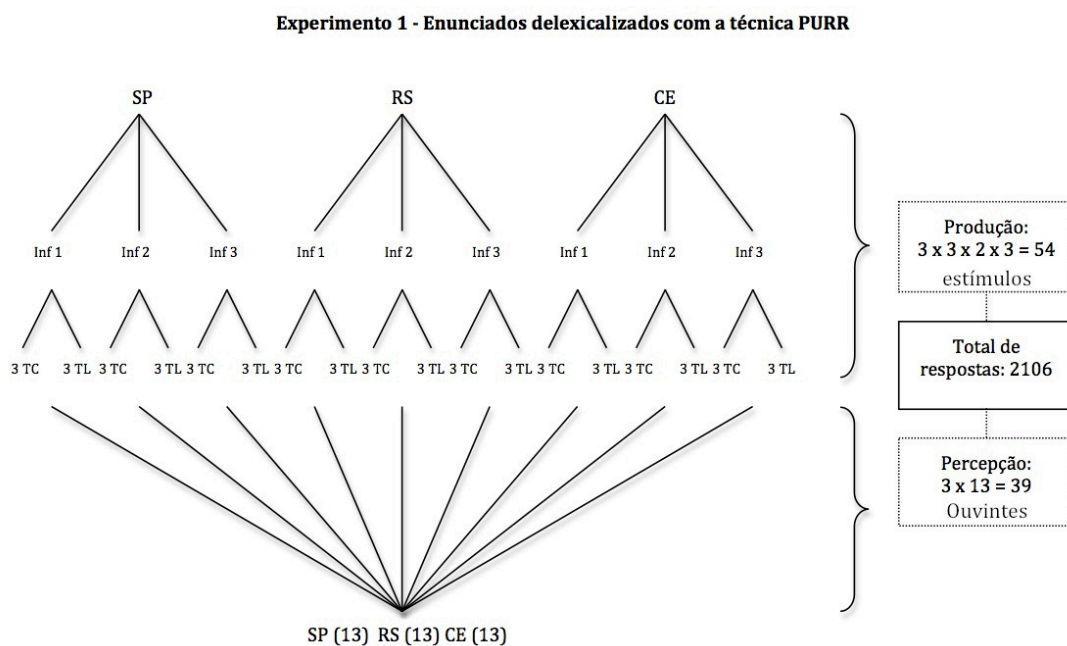 Experimento 1 - Enunciados delexicalizados com a técnica PURR
SP RS CE
Inf 1 Inf 2 Inf 3 Inf 1 Inf 2 Inf 3 Inf 1 Inf 2 Inf 3
3 TC 3 TL 3 TC 3 TL 3 TC 3 TL 3 TC 3 TL 3 TC 3 TL 3 TC 3 TL 3 TC 3 TL 3 TC 3 TL 3 TC 3 TL
SP (13) RS (13) CE (13)
Produção:
3 x 3 x 2 x 3 = 54
estímulos
Total de
respostas: 2106
Percepção:
3 x 13 = 39
Ouvintes